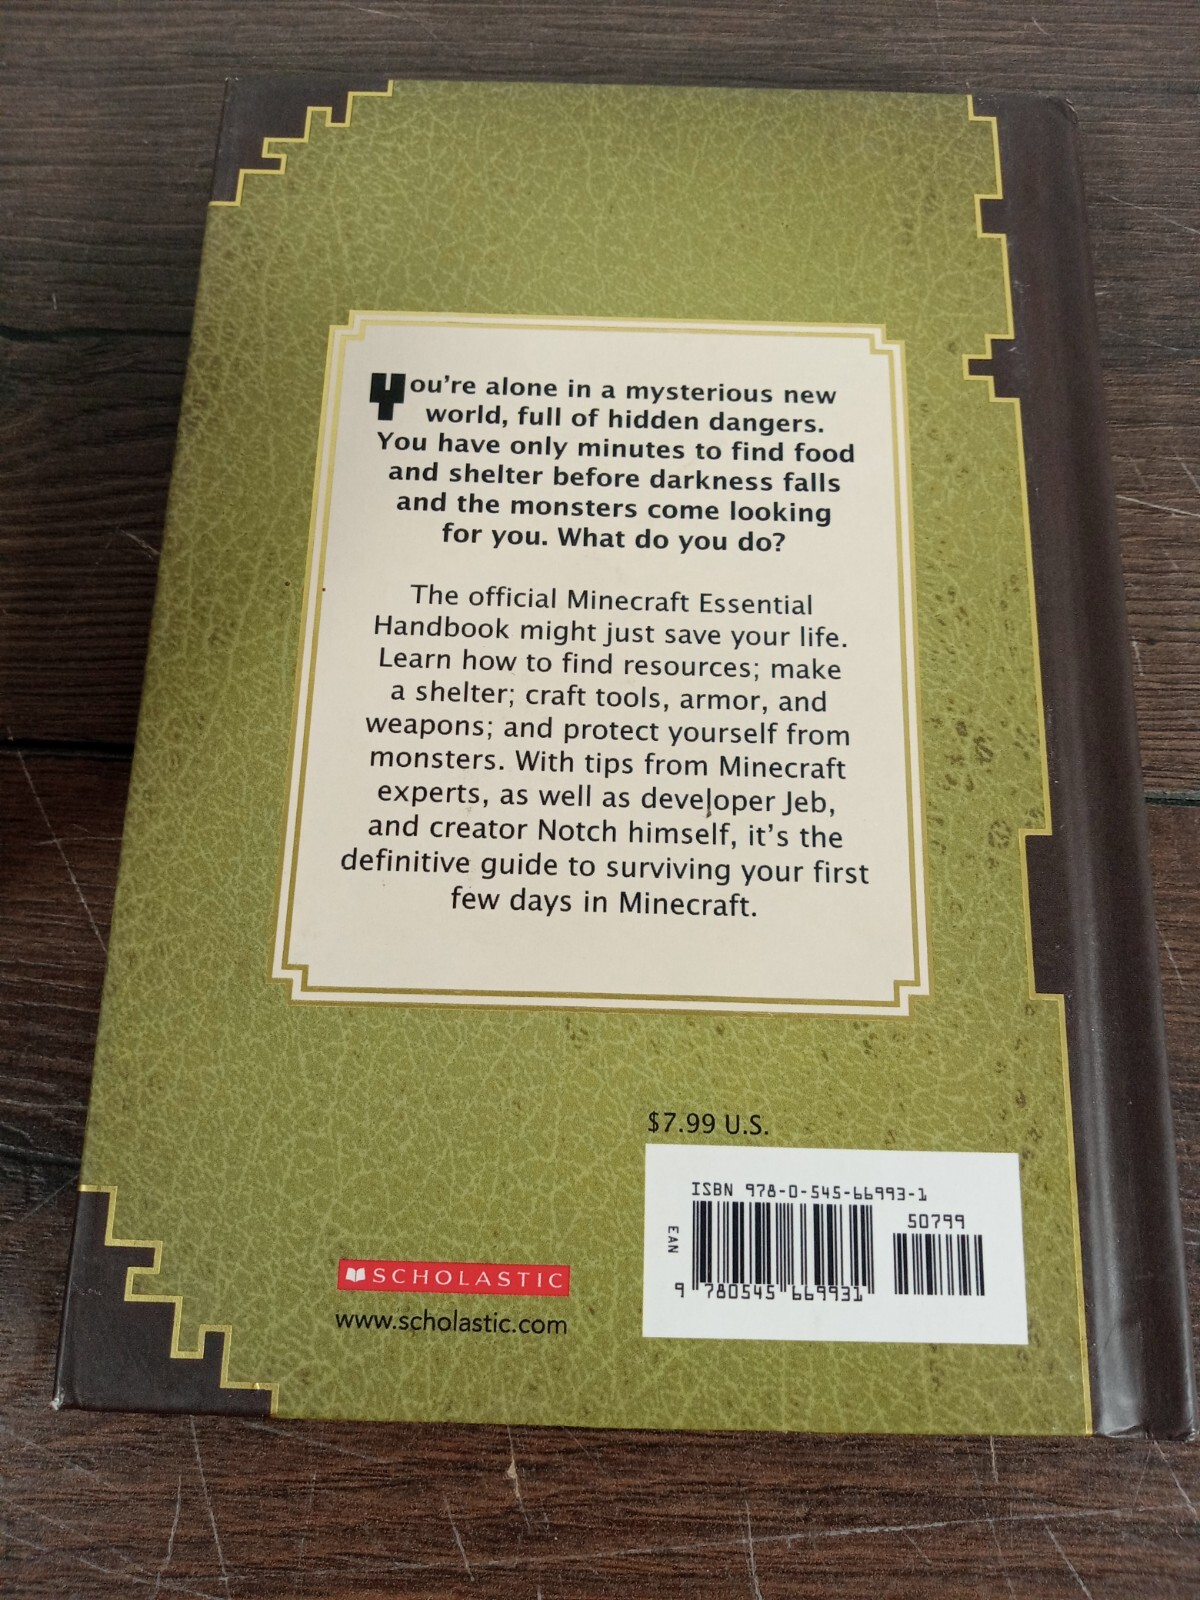 You're alone in a mysterious new
world, full of hidden dangers.
You have only minutes to find food
and shelter before darkness falls
and the monsters come looking
for you. What do you do?
The official Minecraft Essential
Handbook might just save your life.
Learn how to find resources; make
a shelter; craft tools, armor, and
weapons; and protect yourself from
monsters. With tips from Minecraft
experts, as well as developer Jeb,
and creator Notch himself, it's the
definitive guide to surviving your first
few days in Minecraft.
$7.99 U.S.
ISBN 978-0-545-66993-1
50799
EAN
9 780545 669931
SCHOLASTIC
www.scholastic.com